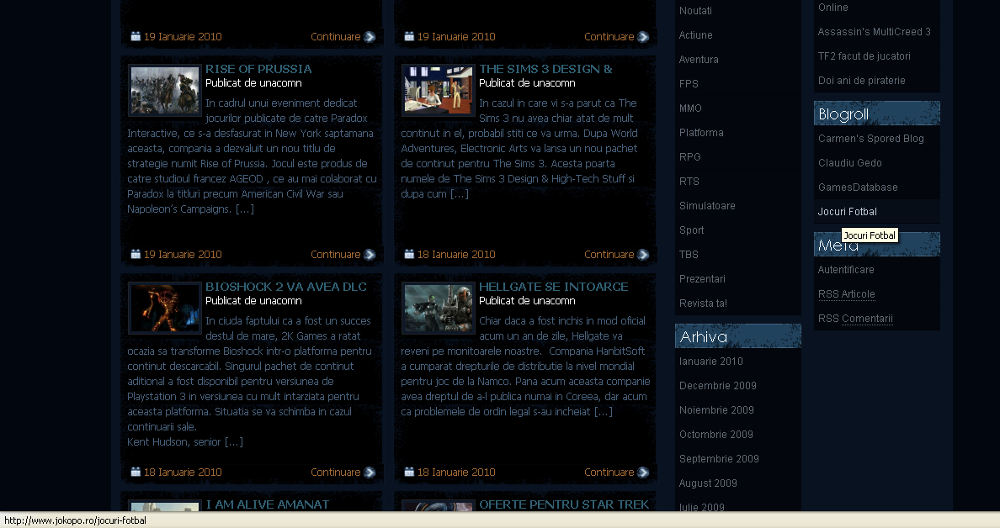 19 Ianuarie 2010 Continuare
19 Ianuarie 2010 Continuare
RISE OF PRUSSIA
Publicat de unacomn
In cadrul unui eveniment dedicat
jocurilor publicate de catre Paradox
Interactive, ce s-a desfasurat in New York saptamana
aceasta, compania a dezvaluit un nou titlu de
strategie numit Rise of Prussia. Jocul este produs de
catre studioul francez AGEOD , ce au mai colaborat cu
Paradox la titluri precum American Civil War sau
Napoleon's Campaigns. [...]
19 Ianuarie 2010 Continuare
THE SIMS 3 DESIGN &
Publicat de unacomn
In cazul in care vi s-a parut ca The
Sims 3 nu avea chiar atat de mult
continut in el, probabil stiti ce va urma. Dupa World
Adventures, Electronic Arts va lansa un nou pachet
de continut pentru The Sims 3. Acesta poarta
numele de The Sims 3 Design & High-Tech Stuff si
dupa cum [...]
18 Ianuarie 2010 Continuare
BIOSHOCK 2 VA AVEA DLC
Publicat de unacomn
In ciuda faptului ca a fost un succes
destul de mare, 2K Games a ratat
ocazia sa transforme Bioshock intr-o platforma pentru
continut descarcabil. Singurul pachet de continut
aditional a fost disponibil pentru versiunea de
Playstation 3 in versiunea cu mult intarziata pentru
aceasta platforma. Situatia se va schimba in cazul
continuarii sale.
Kent Hudson, senior [...]
18 Ianuarie 2010 Continuare
HELLGATE SE INTOARCE
Publicat de unacomn
Chiar daca a fost inchis in mod oficial
acum un an de zile, Hellgate va
reveni pe monitoarele noastre. Compania HanbitSoft
a cumparat drepturile de distributie la nivel mondial
pentru joc de la Namco. Pana acum aceasta companie
avea dreptul de a-l publica numai in Coreea, dar acum
ca problemele de ordin legal s-au incheiat [...]
18 Ianuarie 2010 Continuare
I AM ALIVE AMANAT
OFERTE PENTRU STAR TREK
Noutati
Actiune
Aventura
FPS
MMO
Platforma
RPG
RTS
Simulatoare
Sport
TBS
Prezentari
Revista ta!
Arhiva
Ianuarie 2010
Decembrie 2009
Noiembrie 2009
Octombrie 2009
Septembrie 2009
August 2009
Iulie 2009
Online
Assassin's MultiCreed 3
TF2 facut de jucatori
Doi ani de piraterie
Blogroll
Carmen's Spored Blog
Claudiu Gedo
GamesDatabase
Jocuri Fotbal
Jocuri Fotbal
Meta
Autentificare
RSS Articole
RSS Comentarii
http://www.jokopo.ro/jocuri-fotbal